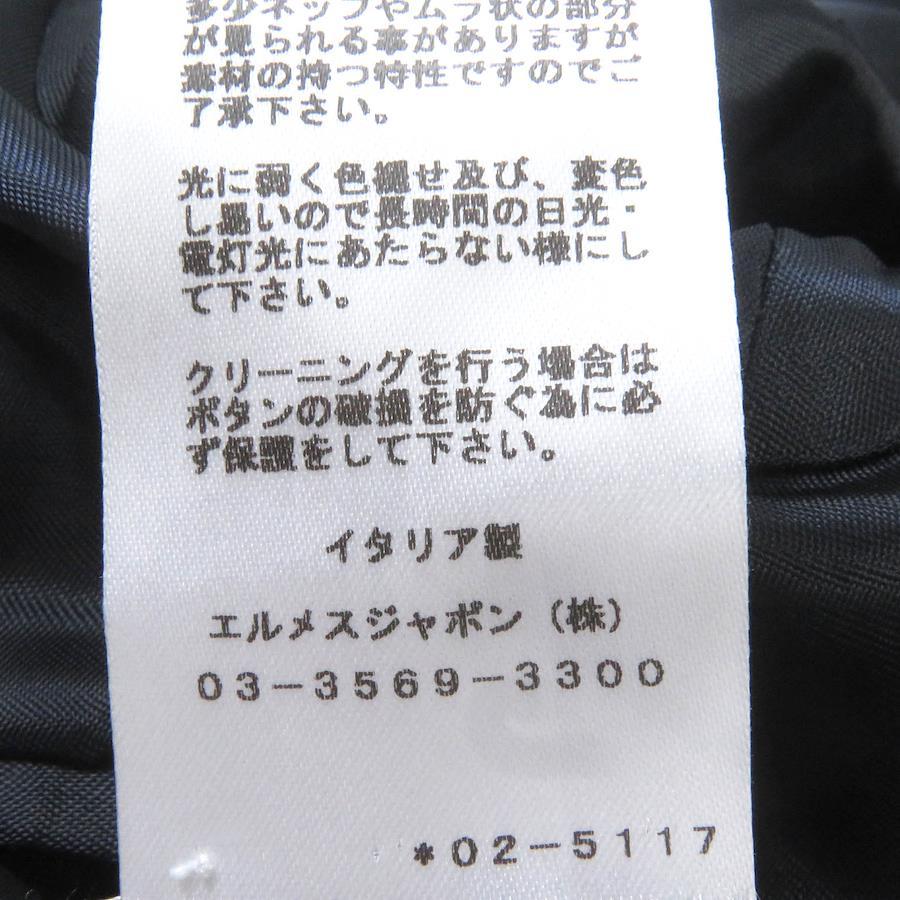 多少ネップやムラ状の部分
が見られる事がありますが
素材の持つ特性ですのでご
了承下さい。
光に弱く色褪せ及び、変色
し易いので長時間の日光・
電灯光にあたらない様にし
て下さい。
クリーニングを行う場合は
ボタンの破損を防ぐ為に必
ず保護をして下さい。
イタリア製
エルメスジャポン（株）
03-3569-3300
*02-5117